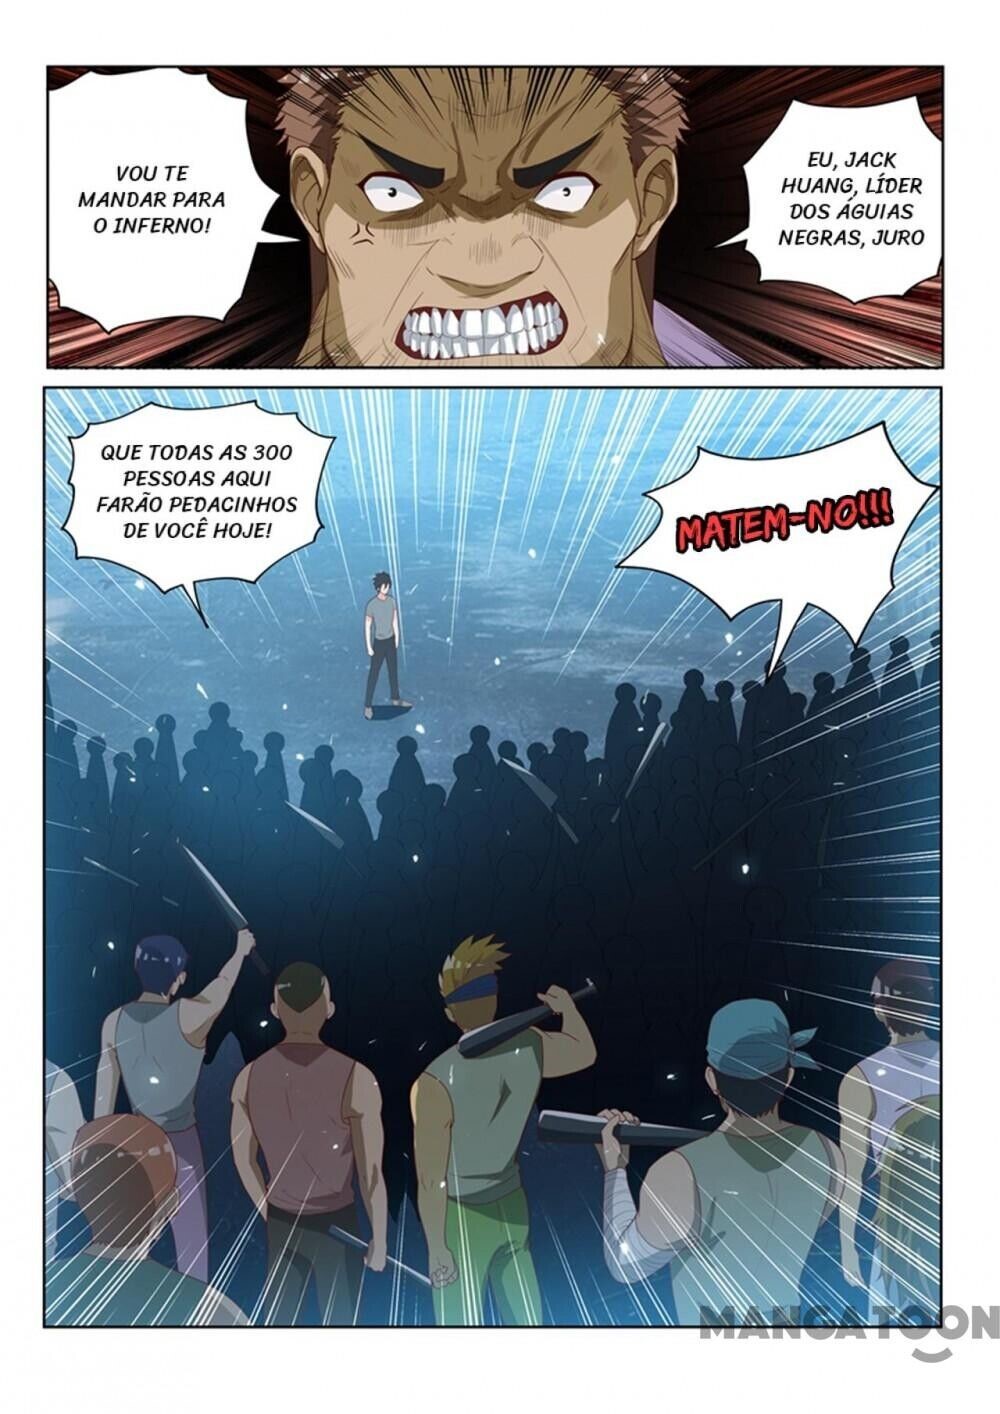 VOU TE
MANDAR PARA
O INFERNO!
EU, JACK
HUANG, LÍDER
DOS ÁGUIAS
NEGRAS, JURO
QUE TODAS AS 300
PESSOAS AQUI
FARÃO PEDACINHOS
DE VOCÊ HOJE!
MATEM-NO!!!
MANGATOON